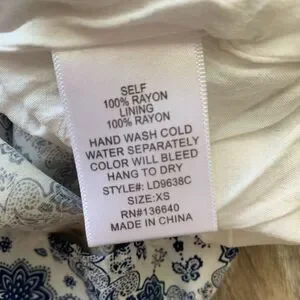 SELF
100% RAYON
LINING
100% RAYON
HAND WASH COLD
WATER SEPARATELY
COLOR WILL BLEED
HANG TO DRY
STYLE#: LD9638C
SIZE:XS
RN#136640
MADE IN CHINA